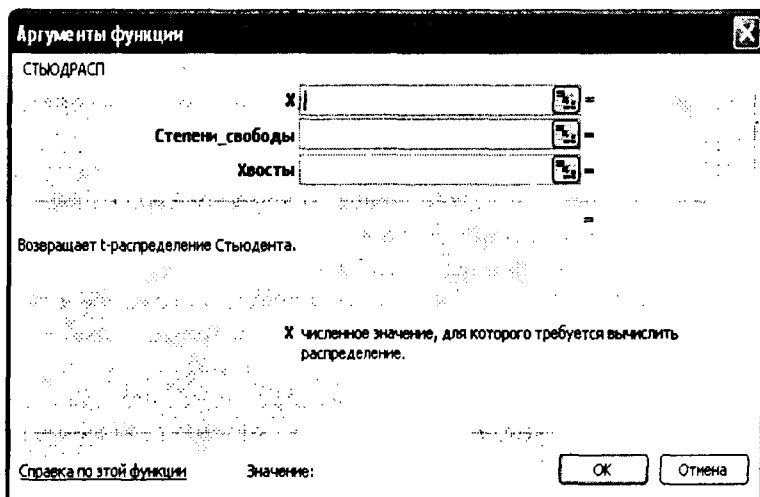 Аргументы функции
СТЬЮДРАСП
X =
Степени_свободы =
Хвосты =
=
Возвращает t-распределение Стьюдента.
X численное значение, для которого требуется вычислить
распределение.
Справка по этой функции Значение: OK Отмена